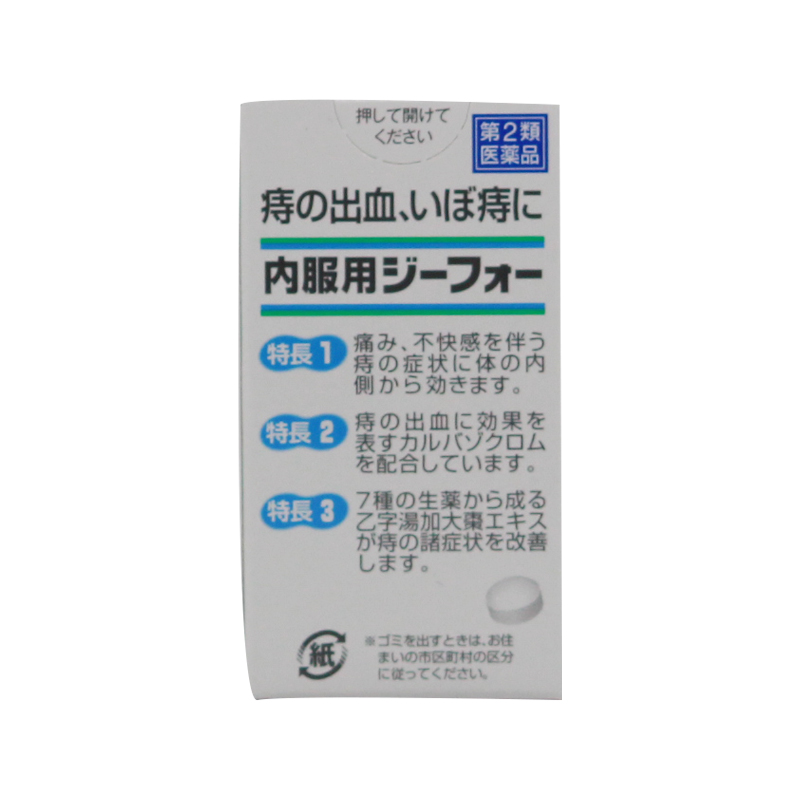 押して開けて
ください
第2類
医薬品
痔の出血、いぼ痔に
内服用ジーフォー
特長1
痛み、不快感を伴う
痔の症状に体の内
側から効きます。
特長2
痔の出血に効果を
表すカルバゾクロム
を配合しています。
特長3
7種の生薬から成る
乙字湯加大棗エキス
が痔の諸症状を改善
します。
紙
※ゴミを出すときは、お住
まいの市区町村の区分
に従ってください。